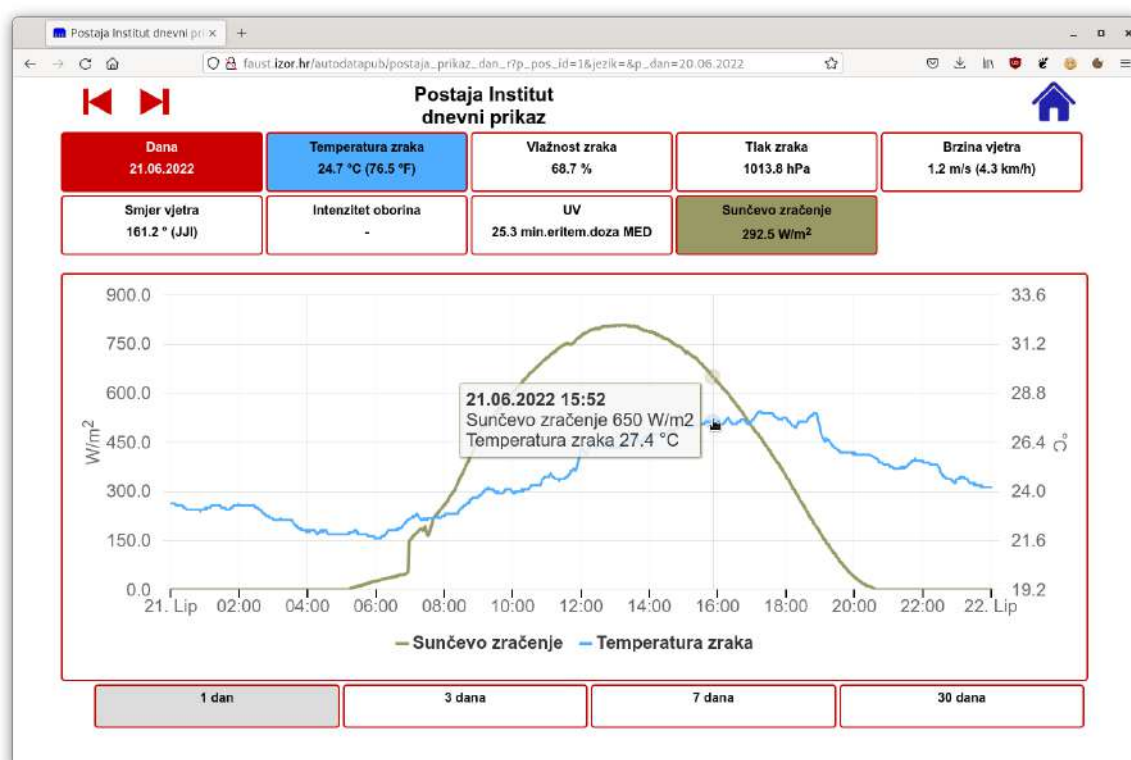 Postaja Institut dnevni pri
faust.izor.hr/autodatapub/postaja_prikaz_dan_r?p_pos_id=1&jezik=&p_dan=20.06.2022
Postaja Institut
dnevni prikaz
Dana
21.06.2022
Temperatura zraka
24.7 °C (76.5 °F)
Vlažnost zraka
68.7 %
Tlak zraka
1013.8 hPa
Brzina vjetra
1.2 m/s (4.3 km/h)
Smjer vjetra
161.2 ° (JJI)
Intenzitet oborina
-
UV
25.3 min.eritem.doza MED
Sunčevo zračenje
292.5 W/m²
900.0
750.0
600.0
450.0
300.0
150.0
0.0
W/m²
33.6
31.2
28.8
26.4
24.0
21.6
19.2
°C
21.06.2022 15:52
Sunčevo zračenje 650 W/m2
Temperatura zraka 27.4 °C
21. Lip 02:00 04:00 06:00 08:00 10:00 12:00 14:00 16:00 18:00 20:00 22:00 22. Lip
Sunčevo zračenje Temperatura zraka
1 dan
3 dana
7 dana
30 dana